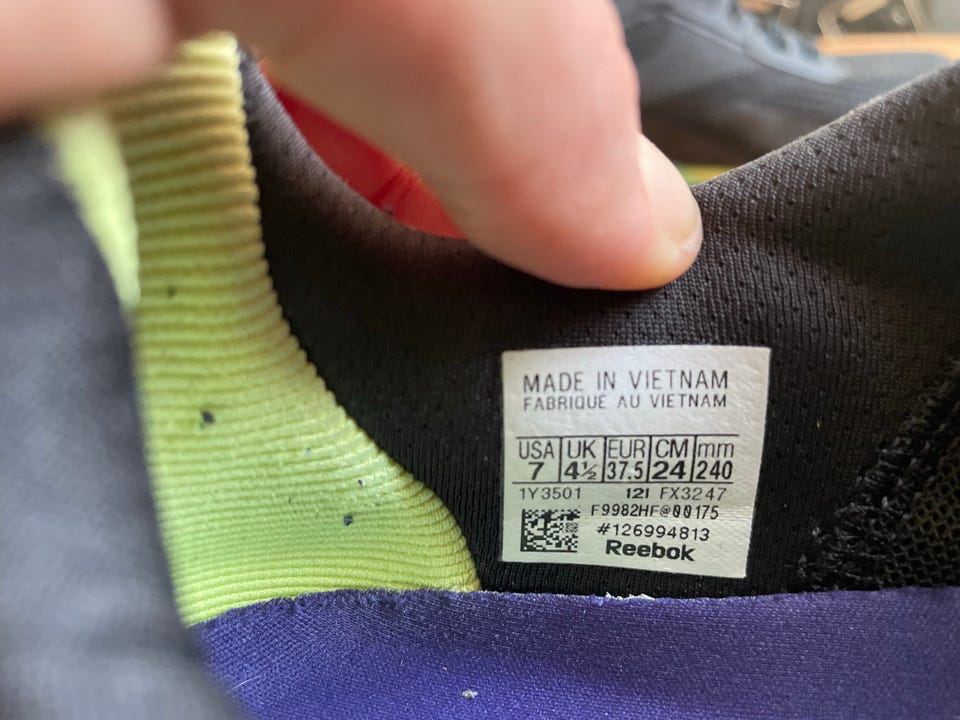 MADE IN VIETNAM
FABRIQUÉ AU VIETNAM
USA UK EUR CM mm
7 4½ 37.5 24 240
1Y3501 121 FX3247
F9982HF@00175
#126994813
Reebok